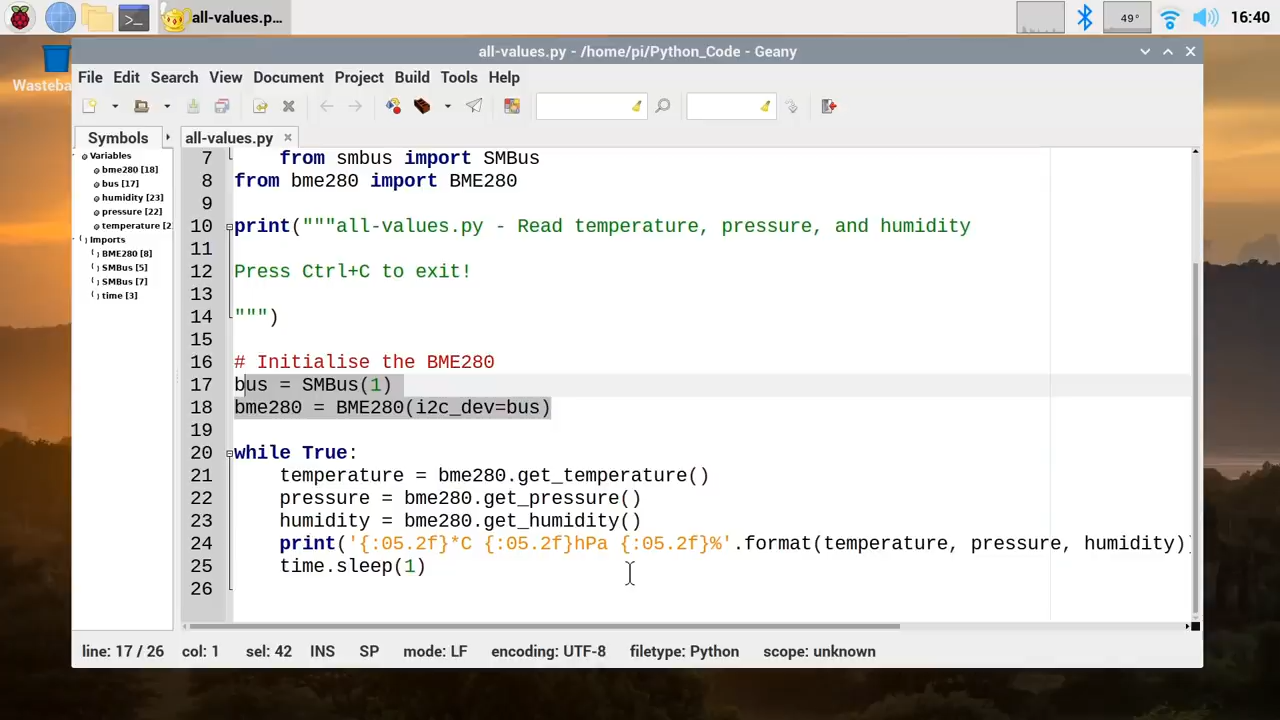 all-values.p...
49°
16:40
Wasteba
all-values.py - /home/pi/Python_Code - Geany
File Edit Search View Document Project Build Tools Help
Symbols
all-values.py
Variables
bme280 [18]
bus [17]
humidity [23]
pressure [22]
temperature [2
Imports
BME280 [8]
SMBus [5]
SMBus [7]
time [3]
7 from smbus import SMBus
8 from bme280 import BME280
9
10 print("""all-values.py - Read temperature, pressure, and humidity
11
12 Press Ctrl+C to exit!
13
14 """)
15
16 # Initialise the BME280
17 bus = SMBus(1)
18 bme280 = BME280(i2c_dev=bus)
19
20 while True:
21 temperature = bme280.get_temperature()
22 pressure = bme280.get_pressure()
23 humidity = bme280.get_humidity()
24 print('{:05.2f}*C {:05.2f}hPa {:05.2f}%'.format(temperature, pressure, humidity))
25 time.sleep(1)
26
line: 17 / 26 col: 1 sel: 42 INS SP mode: LF encoding: UTF-8 filetype: Python scope: unknown